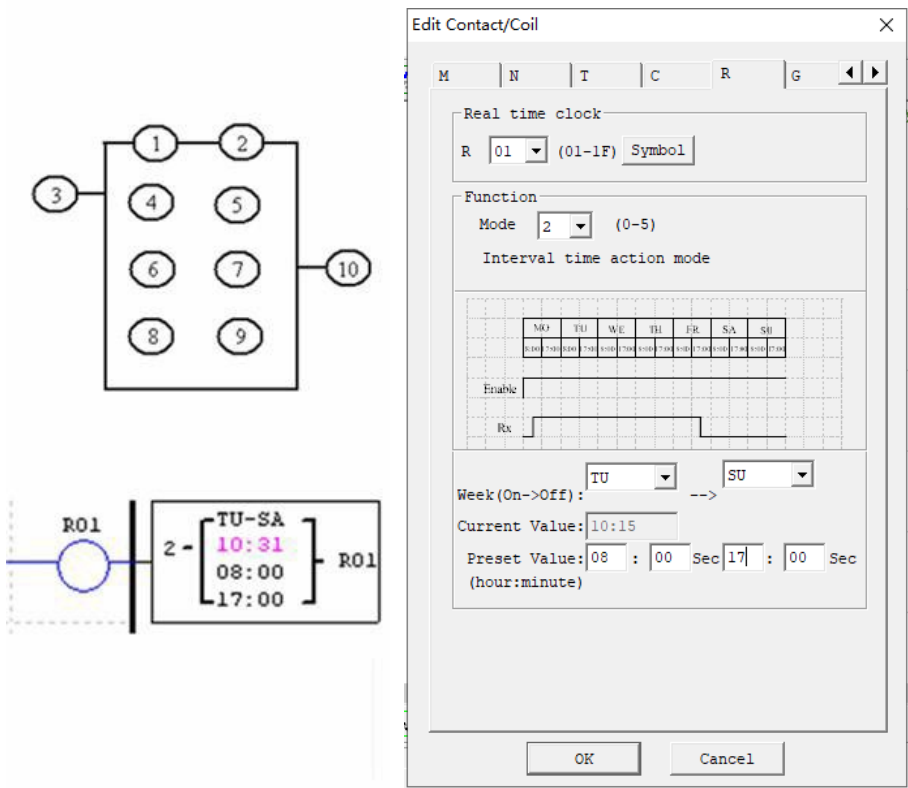 1 2
3
4 5
6 7 10
8 9
R01
2
TU-SA
10:31
08:00
17:00
R01
Edit Contact/Coil
M N T C R G
Real time clock
R 01 (01-1F) Symbol
Function
Mode 2 (0-5)
Interval time action mode
MO TU WE TH FR SA SU
Enable
Rx
Week(On->Off): TU --> SU
Current Value: 10:15
Preset Value: 08 : 00 Sec 17 : 00 Sec
(hour:minute)
OK Cancel